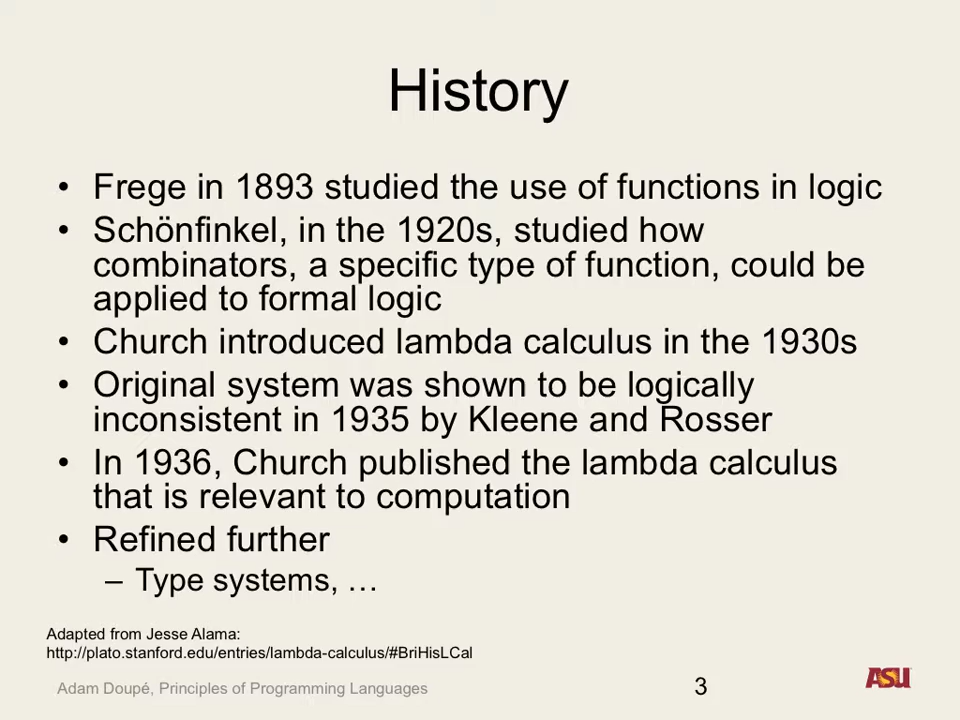 History
• Frege in 1893 studied the use of functions in logic
• Schönfinkel, in the 1920s, studied how
combinators, a specific type of function, could be
applied to formal logic
• Church introduced lambda calculus in the 1930s
• Original system was shown to be logically
inconsistent in 1935 by Kleene and Rosser
• In 1936, Church published the lambda calculus
that is relevant to computation
• Refined further
– Type systems, …
Adapted from Jesse Alama:
http://plato.stanford.edu/entries/lambda-calculus/#BriHisLCal
Adam Doupé, Principles of Programming Languages
3
ASU